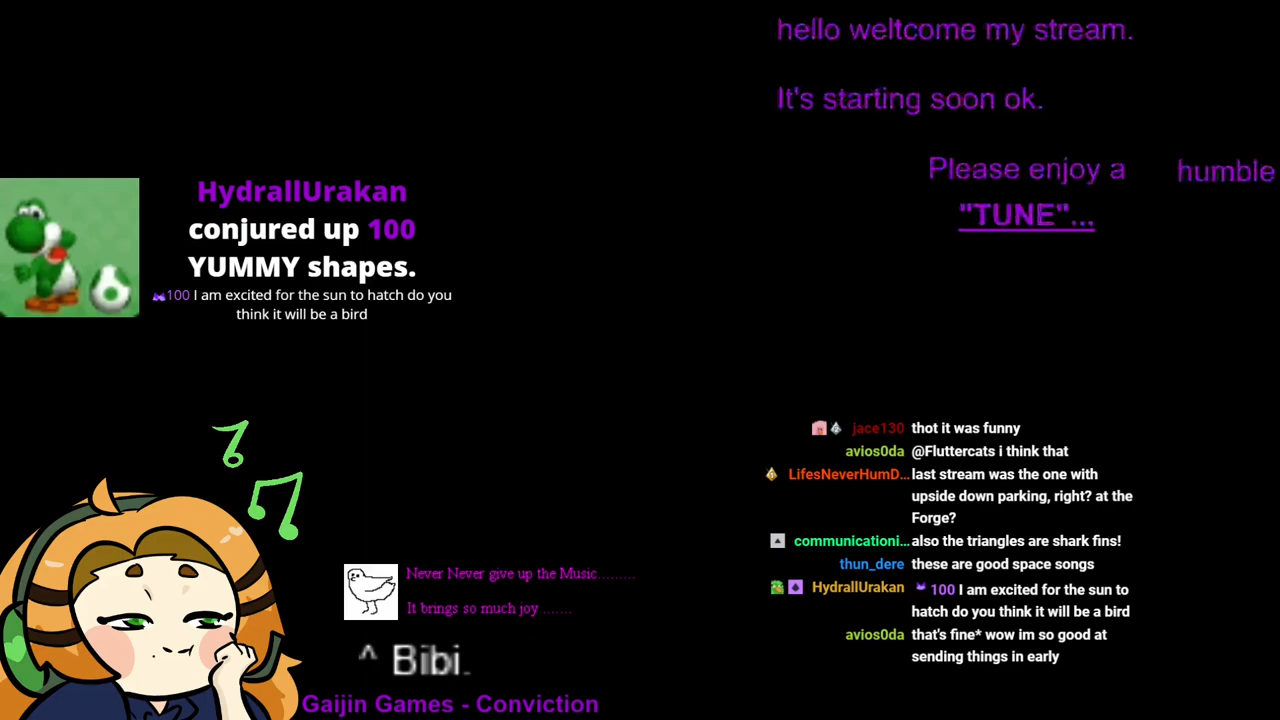 hello weltcome my stream.
It's starting soon ok.
Please enjoy a humble
"TUNE"...
HydrallUrakan
conjured up 100
YUMMY shapes.
100 I am excited for the sun to hatch do you
think it will be a bird
jace130 thot it was funny
avios0da @Fluttercats i think that
LifesNeverHumD... last stream was the one with
upside down parking, right? at the
Forge?
communicationi... also the triangles are shark fins!
thun_dere these are good space songs
HydrallUrakan 100 I am excited for the sun to
hatch do you think it will be a bird
avios0da that's fine* wow im so good at
sending things in early
Never Never give up the Music.........
It brings so much joy .......
^ Bibi.
Gaijin Games - Conviction